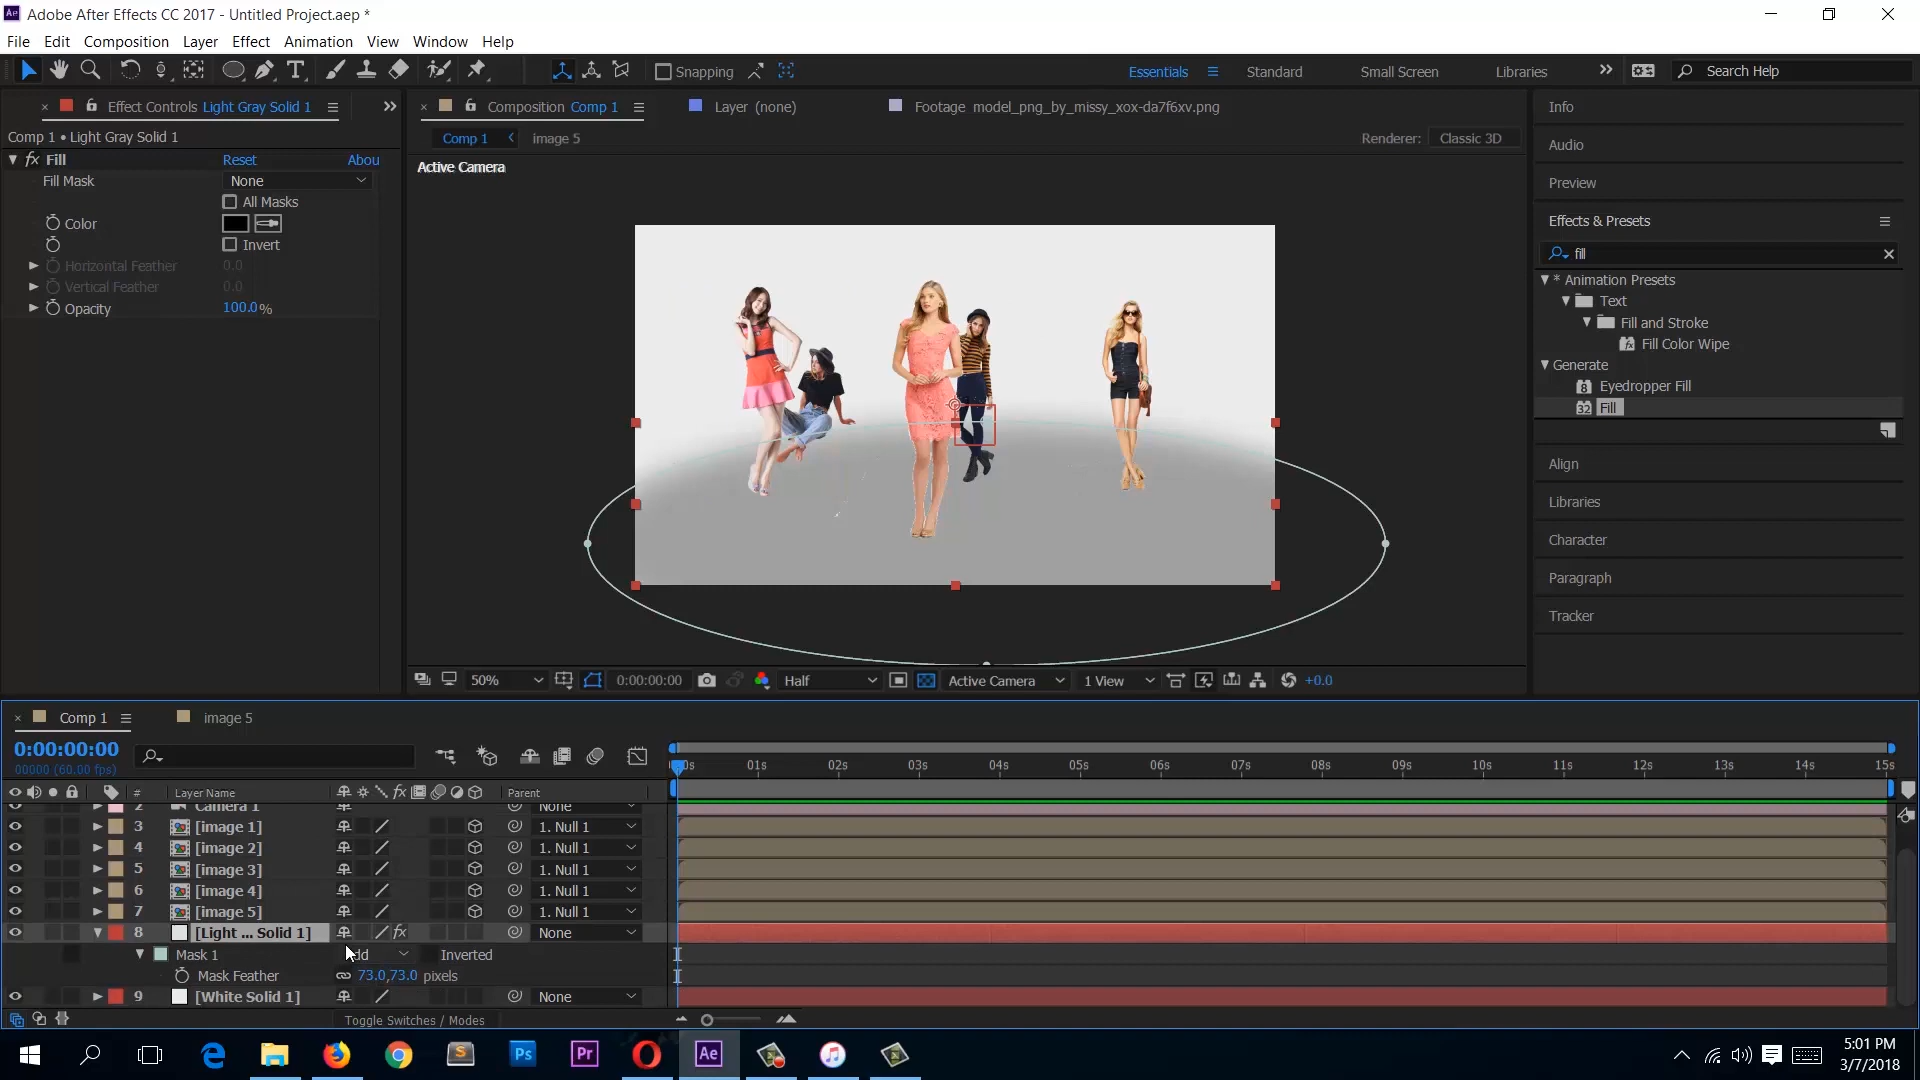 Adobe After Effects CC 2017 - Untitled Project.aep *
File Edit Composition Layer Effect Animation View Window Help
Snapping Essentials Standard Small Screen Libraries Search Help
Effect Controls Light Gray Solid 1
Composition Comp 1 Layer (none) Footage model_png_by_missy_xox-da7f6xv.png
Info
Comp 1 • Light Gray Solid 1
Comp 1 image 5 Renderer: Classic 3D
Audio
fx Fill Reset Abou
Active Camera
Fill Mask None
Preview
All Masks
Color
Effects & Presets
Invert
fill
Horizontal Feather 0.0
Vertical Feather 0.0
Opacity 100.0%
* Animation Presets
Text
Fill and Stroke
Fill Color Wipe
Generate
Eyedropper Fill
Fill
Align
Libraries
Character
Paragraph
Tracker
50% 0:00:00:00 Half Active Camera 1 View +0.0
Comp 1 image 5
0:00:00:00
00000 (60.00 fps)
0s 01s 02s 03s 04s 05s 06s 07s 08s 09s 10s 11s 12s 13s 14s 15s
# Layer Name fx Parent
2 Camera 1 None
3 [image 1] 1. Null 1
4 [image 2] 1. Null 1
5 [image 3] 1. Null 1
6 [image 4] 1. Null 1
7 [image 5] 1. Null 1
8 [Light ... Solid 1] fx None
Mask 1 dd Inverted
Mask Feather 73.0,73.0 pixels
9 [White Solid 1] None
Toggle Switches / Modes
Ps Pr Ae
5:01 PM
3/7/2018